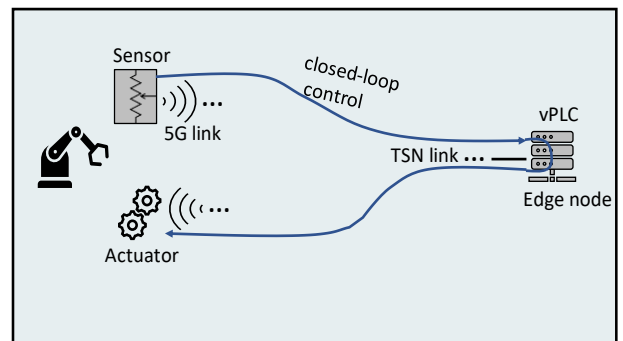 Sensor
closed-loop
control
5G link
vPLC
TSN link
Edge node
Actuator